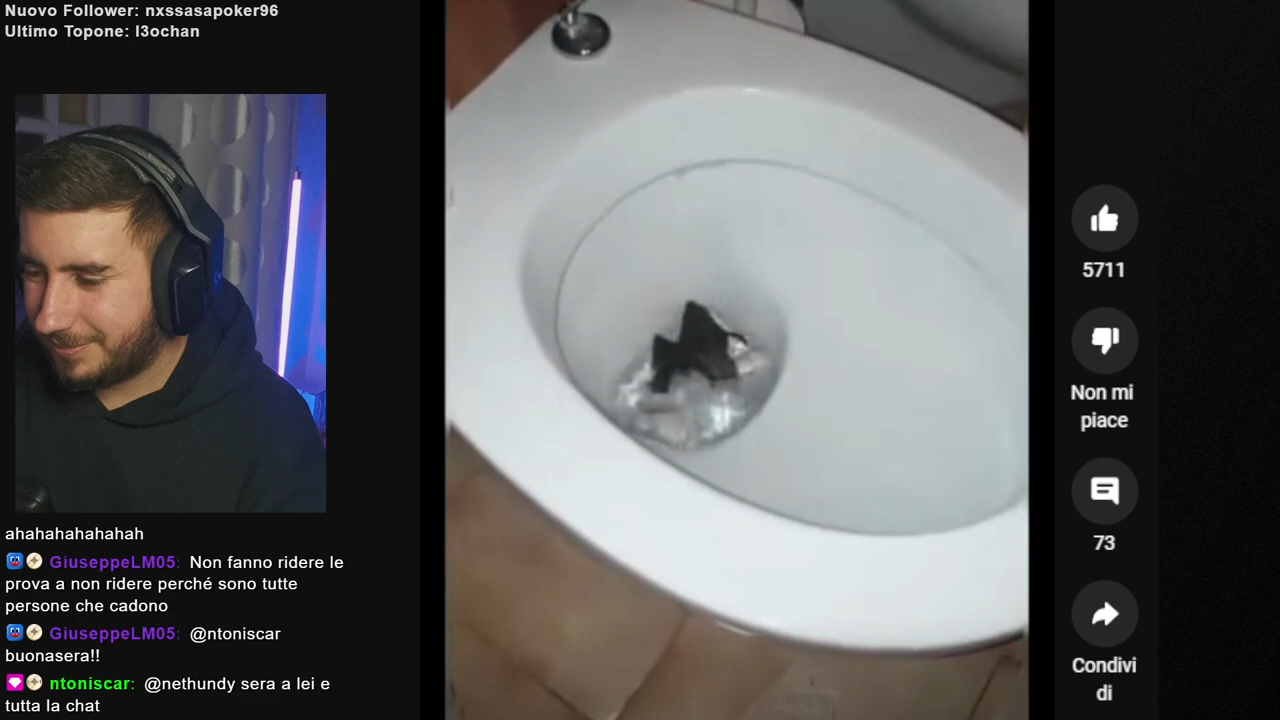 Nuovo Follower: nxssasapoker96
Ultimo Topone: l3ochan
ahahahahahahah
GiuseppeLM05: Non fanno ridere le
prova a non ridere perché sono tutte
persone che cadono
GiuseppeLM05: @ntoniscar
buonasera!!
ntoniscar: @nethundy sera a lei e
tutta la chat
5711
Non mi
piace
73
Condivi
di